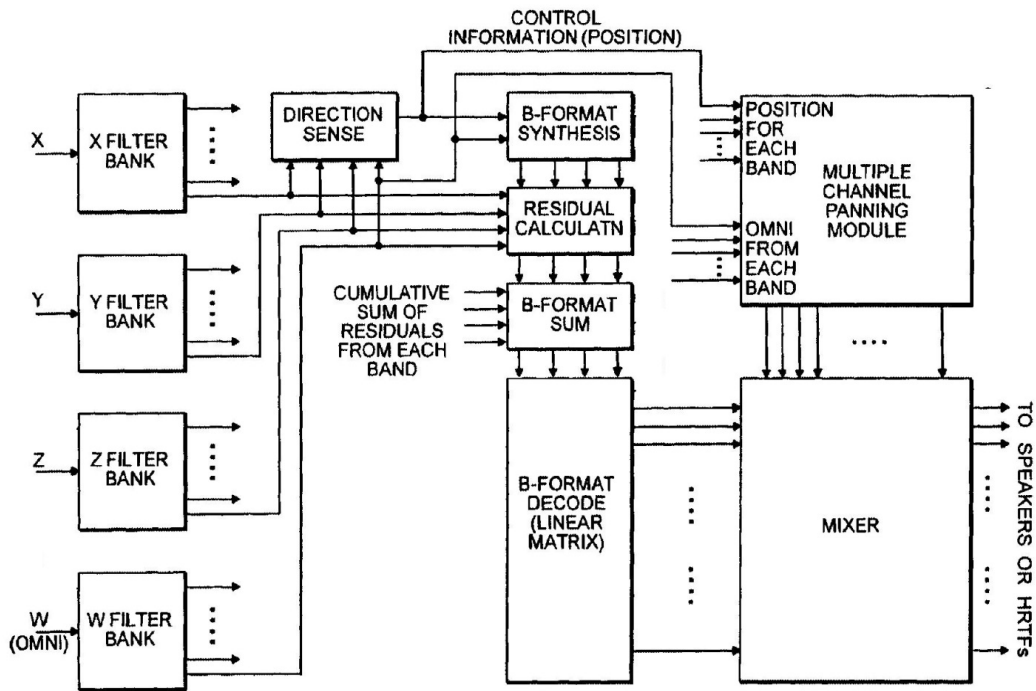 CONTROL
INFORMATION (POSITION)
X
X FILTER
BANK
DIRECTION
SENSE
B-FORMAT
SYNTHESIS
POSITION
FOR
EACH
BAND
MULTIPLE
CHANNEL
PANNING
MODULE
RESIDUAL
CALCULATN
OMNI
FROM
EACH
BAND
Y
Y FILTER
BANK
CUMULATIVE
SUM OF
RESIDUALS
FROM EACH
BAND
B-FORMAT
SUM
Z
Z FILTER
BANK
B-FORMAT
DECODE
(LINEAR
MATRIX)
MIXER
TO SPEAKERS OR HRTFs
W
(OMNI)
W FILTER
BANK